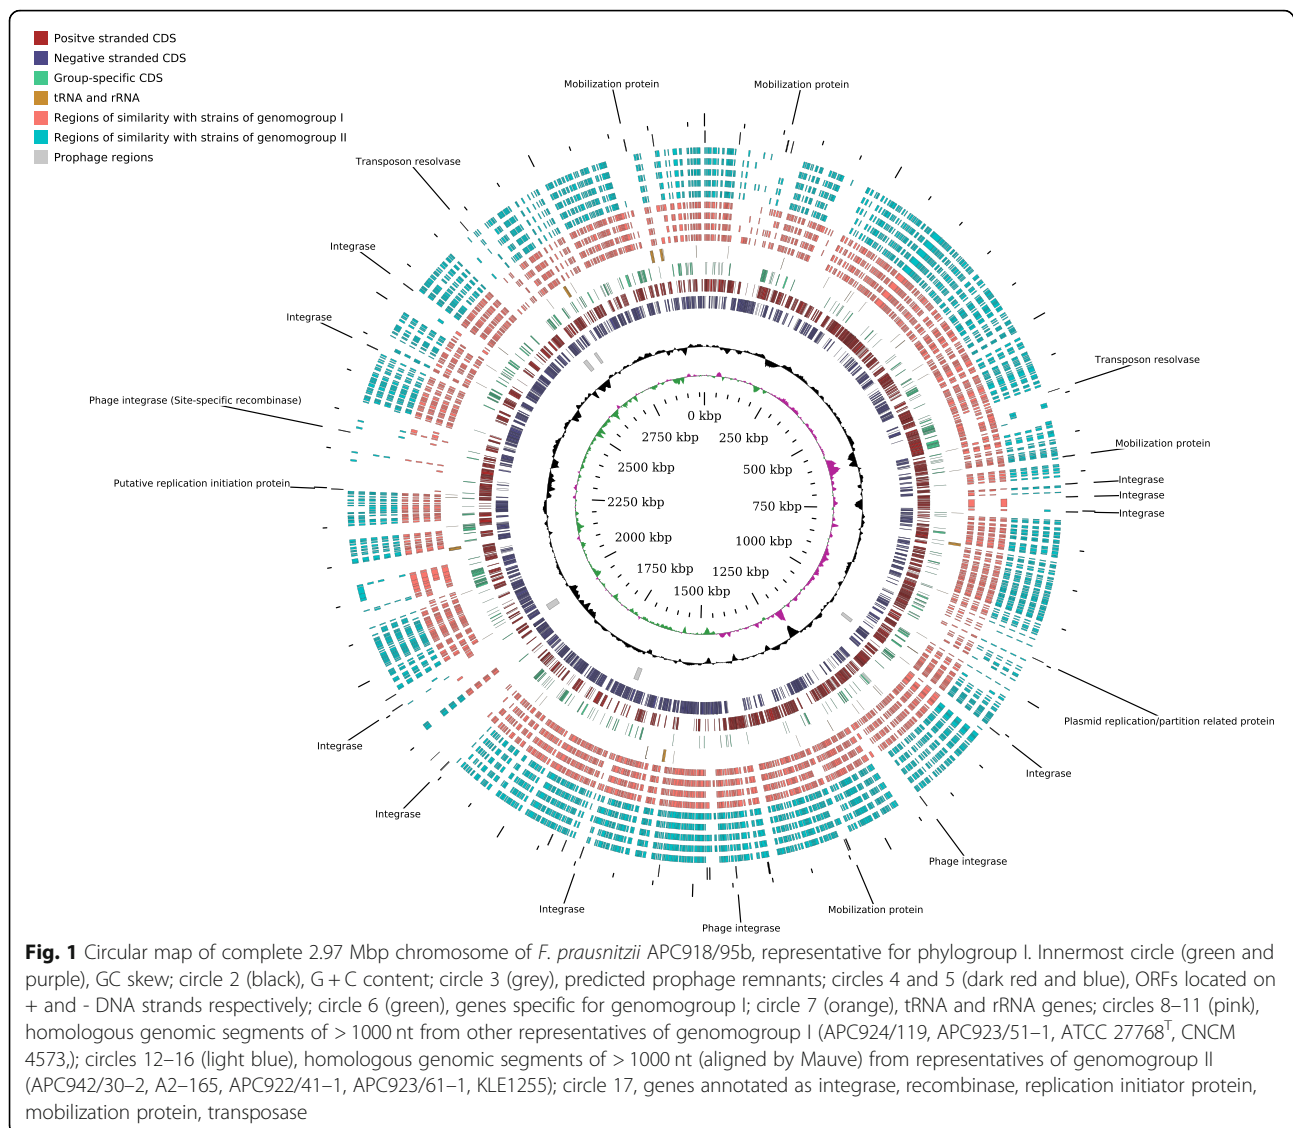 Positve stranded CDS
Negative stranded CDS
Group-specific CDS
tRNA and rRNA
Regions of similarity with strains of genomogroup I
Regions of similarity with strains of genomogroup II
Prophage regions
Mobilization protein
Mobilization protein
Transposon resolvase
Integrase
Integrase
Transposon resolvase
Phage integrase (Site-specific recombinase)
Mobilization protein
Putative replication initiation protein
Integrase
Integrase
Integrase
0 kbp
250 kbp
500 kbp
750 kbp
1000 kbp
1250 kbp
1500 kbp
1750 kbp
2000 kbp
2250 kbp
2500 kbp
2750 kbp
Plasmid replication/partition related protein
Integrase
Integrase
Integrase
Phage integrase
Integrase
Mobilization protein
Phage integrase
Fig. 1 Circular map of complete 2.97 Mbp chromosome of F. prausnitzii APC918/95b, representative for phylogroup I. Innermost circle (green and
purple), GC skew; circle 2 (black), G + C content; circle 3 (grey), predicted prophage remnants; circles 4 and 5 (dark red and blue), ORFs located on
+ and - DNA strands respectively; circle 6 (green), genes specific for genomogroup I; circle 7 (orange), tRNA and rRNA genes; circles 8–11 (pink),
homologous genomic segments of > 1000 nt from other representatives of genomogroup I (APC924/119, APC923/51–1, ATCC 27768T, CNCM
4573,); circles 12–16 (light blue), homologous genomic segments of > 1000 nt (aligned by Mauve) from representatives of genomogroup II
(APC942/30–2, A2–165, APC922/41–1, APC923/61–1, KLE1255); circle 17, genes annotated as integrase, recombinase, replication initiator protein,
mobilization protein, transposase